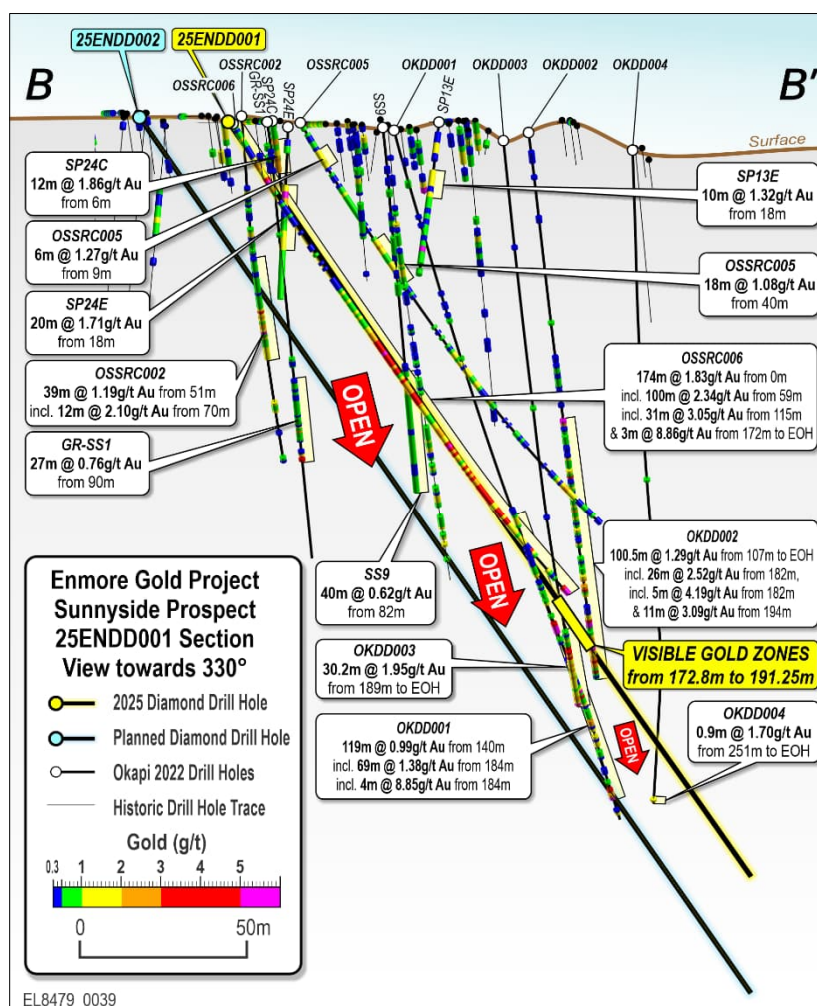 25ENDD002
25ENDD001
OSSRC006
OSSRC002
GR-SS1
SP24C
SP24E
OSSRC005
SS9
OKDD001
SP13E
OKDD003
OKDD002
OKDD004
B
B'
Surface
SP24C
12m @ 1.86g/t Au
from 6m
OSSRC005
6m @ 1.27g/t Au
from 9m
SP24E
20m @ 1.71g/t Au
from 18m
OSSRC002
39m @ 1.19g/t Au from 51m
incl. 12m @ 2.10g/t Au from 70m
GR-SS1
27m @ 0.76g/t Au
from 90m
SP13E
10m @ 1.32g/t Au
from 18m
OSSRC005
18m @ 1.08g/t Au
from 40m
OSSRC006
174m @ 1.83g/t Au from 0m
incl. 100m @ 2.34g/t Au from 59m
incl. 31m @ 3.05g/t Au from 115m
& 3m @ 8.86g/t Au from 172m to EOH
OPEN
OPEN
OPEN
SS9
40m @ 0.62g/t Au
from 82m
OKDD002
100.5m @ 1.29g/t Au from 107m to EOH
incl. 26m @ 2.52g/t Au from 182m,
incl. 5m @ 4.19g/t Au from 182m
& 11m @ 3.09g/t Au from 194m
OKDD003
30.2m @ 1.95g/t Au
from 189m to EOH
VISIBLE GOLD ZONES
from 172.8m to 191.25m
OKDD001
119m @ 0.99g/t Au from 140m
incl. 69m @ 1.38g/t Au from 184m
incl. 4m @ 8.85g/t Au from 184m
OKDD004
0.9m @ 1.70g/t Au
from 251m to EOH
Enmore Gold Project
Sunnyside Prospect
25ENDD001 Section
View towards 330°
2025 Diamond Drill Hole
Planned Diamond Drill Hole
Okapi 2022 Drill Holes
Historic Drill Hole Trace
Gold (g/t)
0.3 1 2 3 4 5
0 50m
EL8479_0039